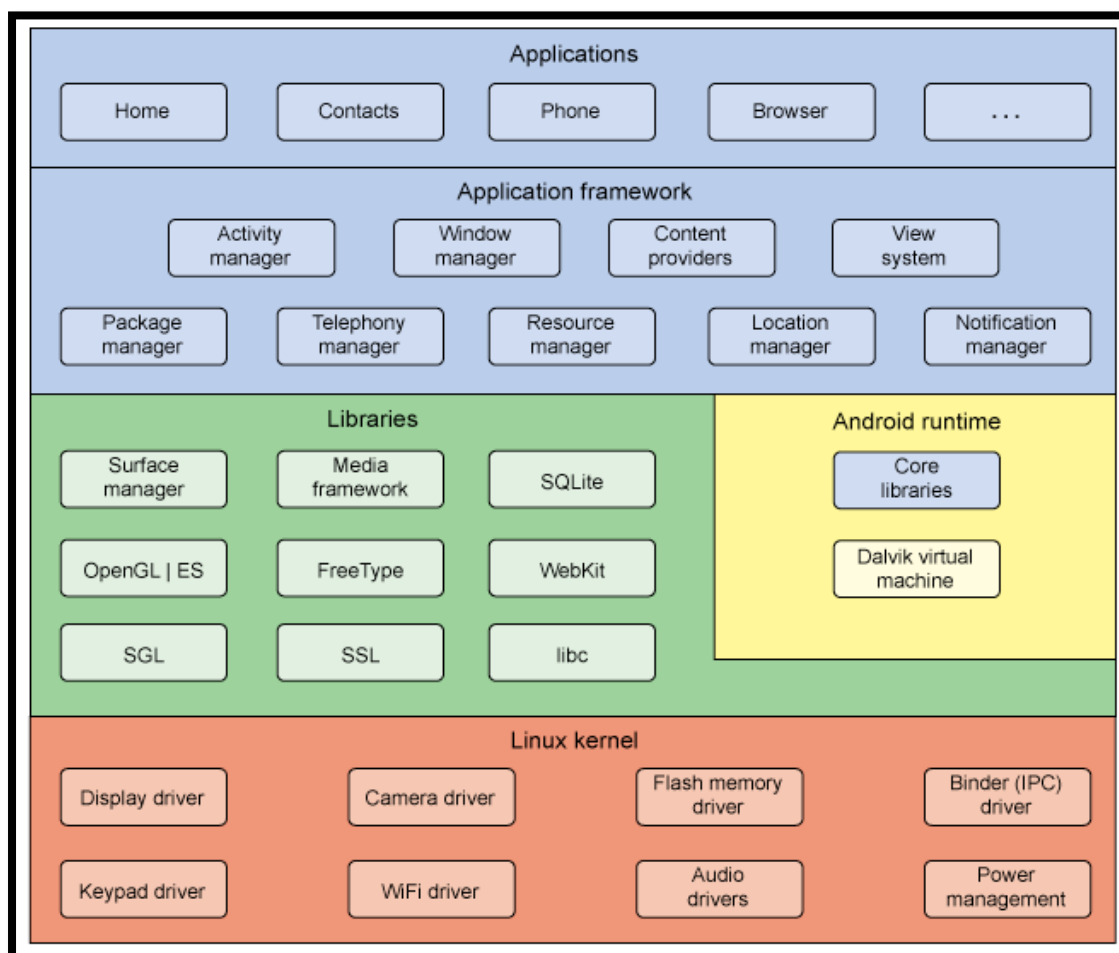 Applications
Home
Contacts
Phone
Browser
...
Application framework
Activity
manager
Window
manager
Content
providers
View
system
Package
manager
Telephony
manager
Resource
manager
Location
manager
Notification
manager
Libraries
Surface
manager
Media
framework
SQLite
OpenGL | ES
FreeType
WebKit
SGL
SSL
libc
Android runtime
Core
libraries
Dalvik virtual
machine
Linux kernel
Display driver
Camera driver
Flash memory
driver
Binder (IPC)
driver
Keypad driver
WiFi driver
Audio
drivers
Power
management